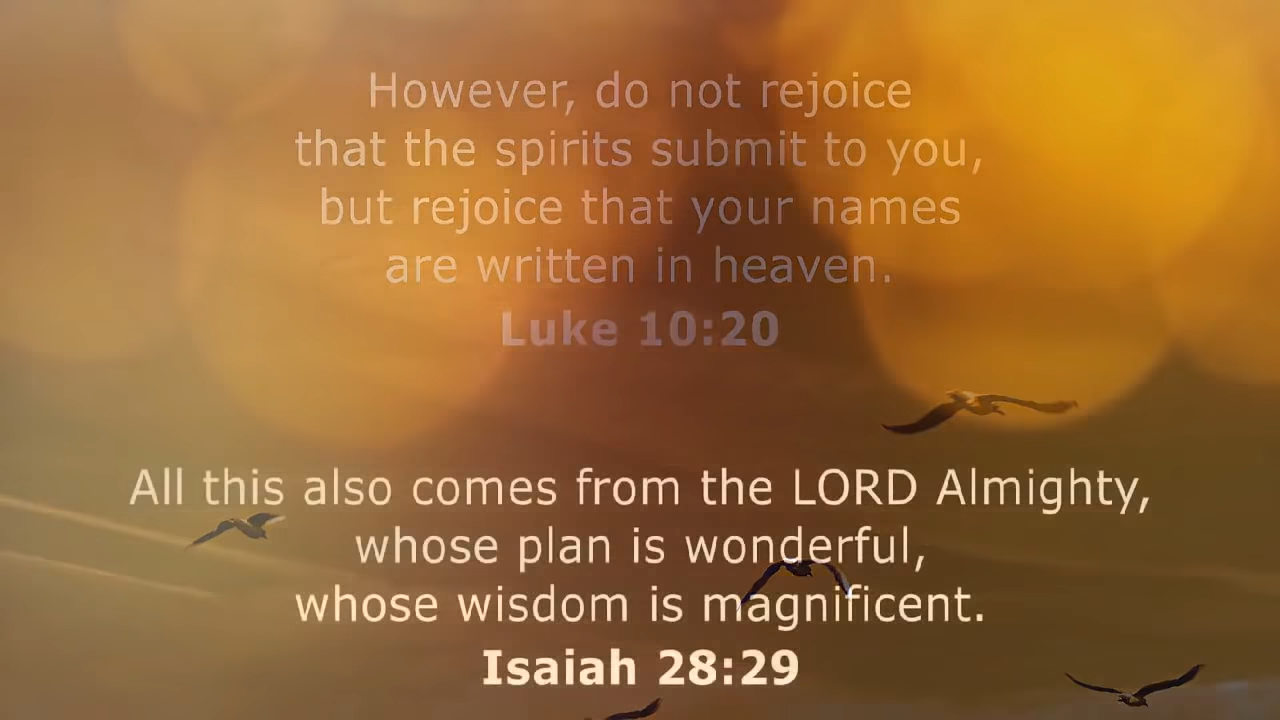 However, do not rejoice
that the spirits submit to you,
but rejoice that your names
are written in heaven.
Luke 10:20
All this also comes from the LORD Almighty,
whose plan is wonderful,
whose wisdom is magnificent.
Isaiah 28:29